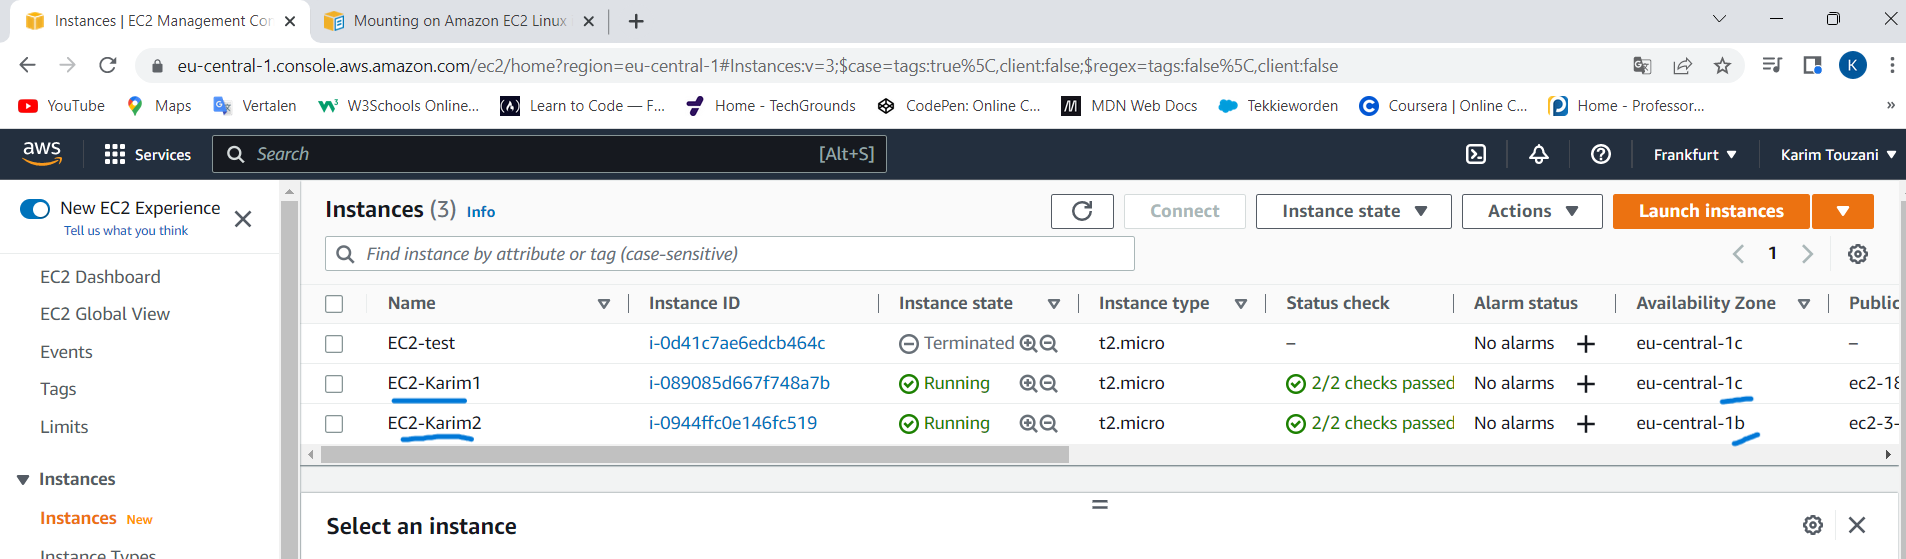 Instances | EC2 Management Con
Mounting on Amazon EC2 Linux
eu-central-1.console.aws.amazon.com/ec2/home?region=eu-central-1#Instances:v=3;$case=tags:true%5C,client:false;$regex=tags:false%5C,client:false
K
YouTube Maps Vertalen W3Schools Online... Learn to Code — F... Home - TechGrounds CodePen: Online C... MDN Web Docs Tekkieworden Coursera | Online C... Home - Professor... »
aws Services Search [Alt+S] Frankfurt Karim Touzani
New EC2 Experience
Tell us what you think
EC2 Dashboard
EC2 Global View
Events
Tags
Limits
Instances
Instances New
Instance Types
Instances (3) Info
Connect Instance state Actions Launch instances
Find instance by attribute or tag (case-sensitive)
1
Name Instance ID Instance state Instance type Status check Alarm status Availability Zone Public
EC2-test i-0d41c7ae6edcb464c Terminated t2.micro – No alarms + eu-central-1c –
EC2-Karim1 i-089085d667f748a7b Running t2.micro 2/2 checks passed No alarms + eu-central-1c ec2-18
EC2-Karim2 i-0944ffc0e146fc519 Running t2.micro 2/2 checks passed No alarms + eu-central-1b ec2-3-
Select an instance